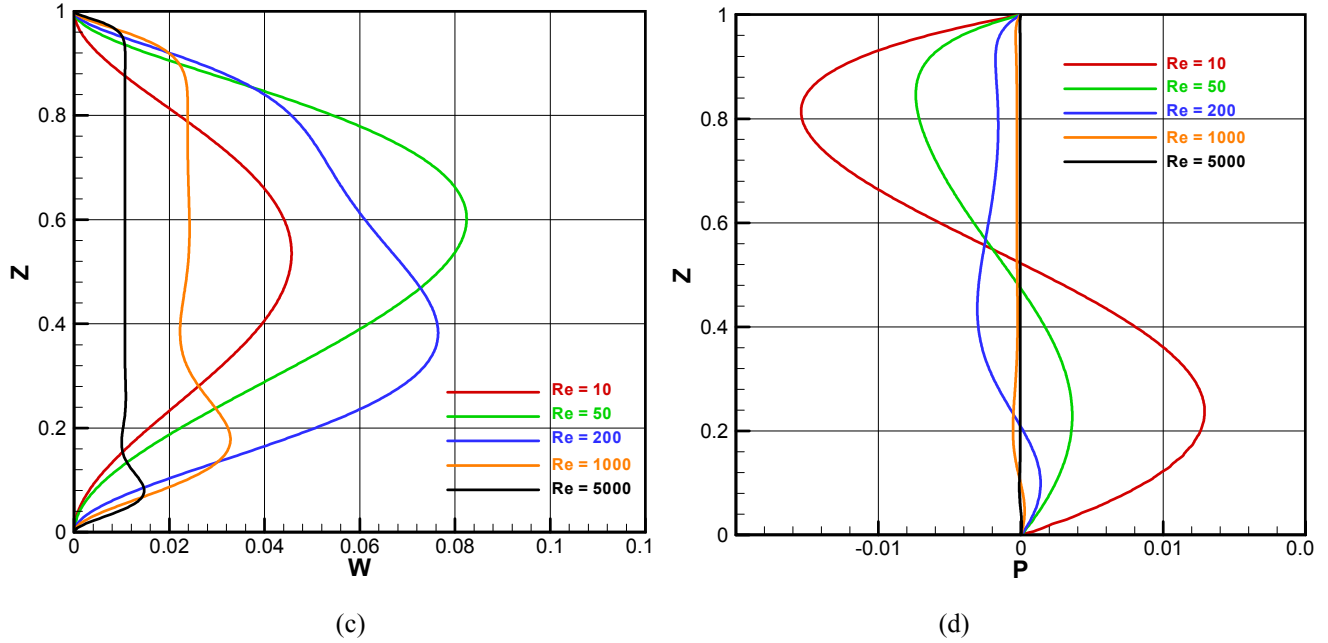 1
0.8
0.6
0.4
0.2
0
Z
0
0.02
0.04
0.06
0.08
0.1
0.1
W
Re = 10
Re = 50
Re = 200
Re = 1000
Re = 5000
(c)
1
0.8
0.6
0.4
0.2
0
Z
-0.01
0
0.01
0.0
P
Re = 10
Re = 50
Re = 200
Re = 1000
Re = 5000
(d)